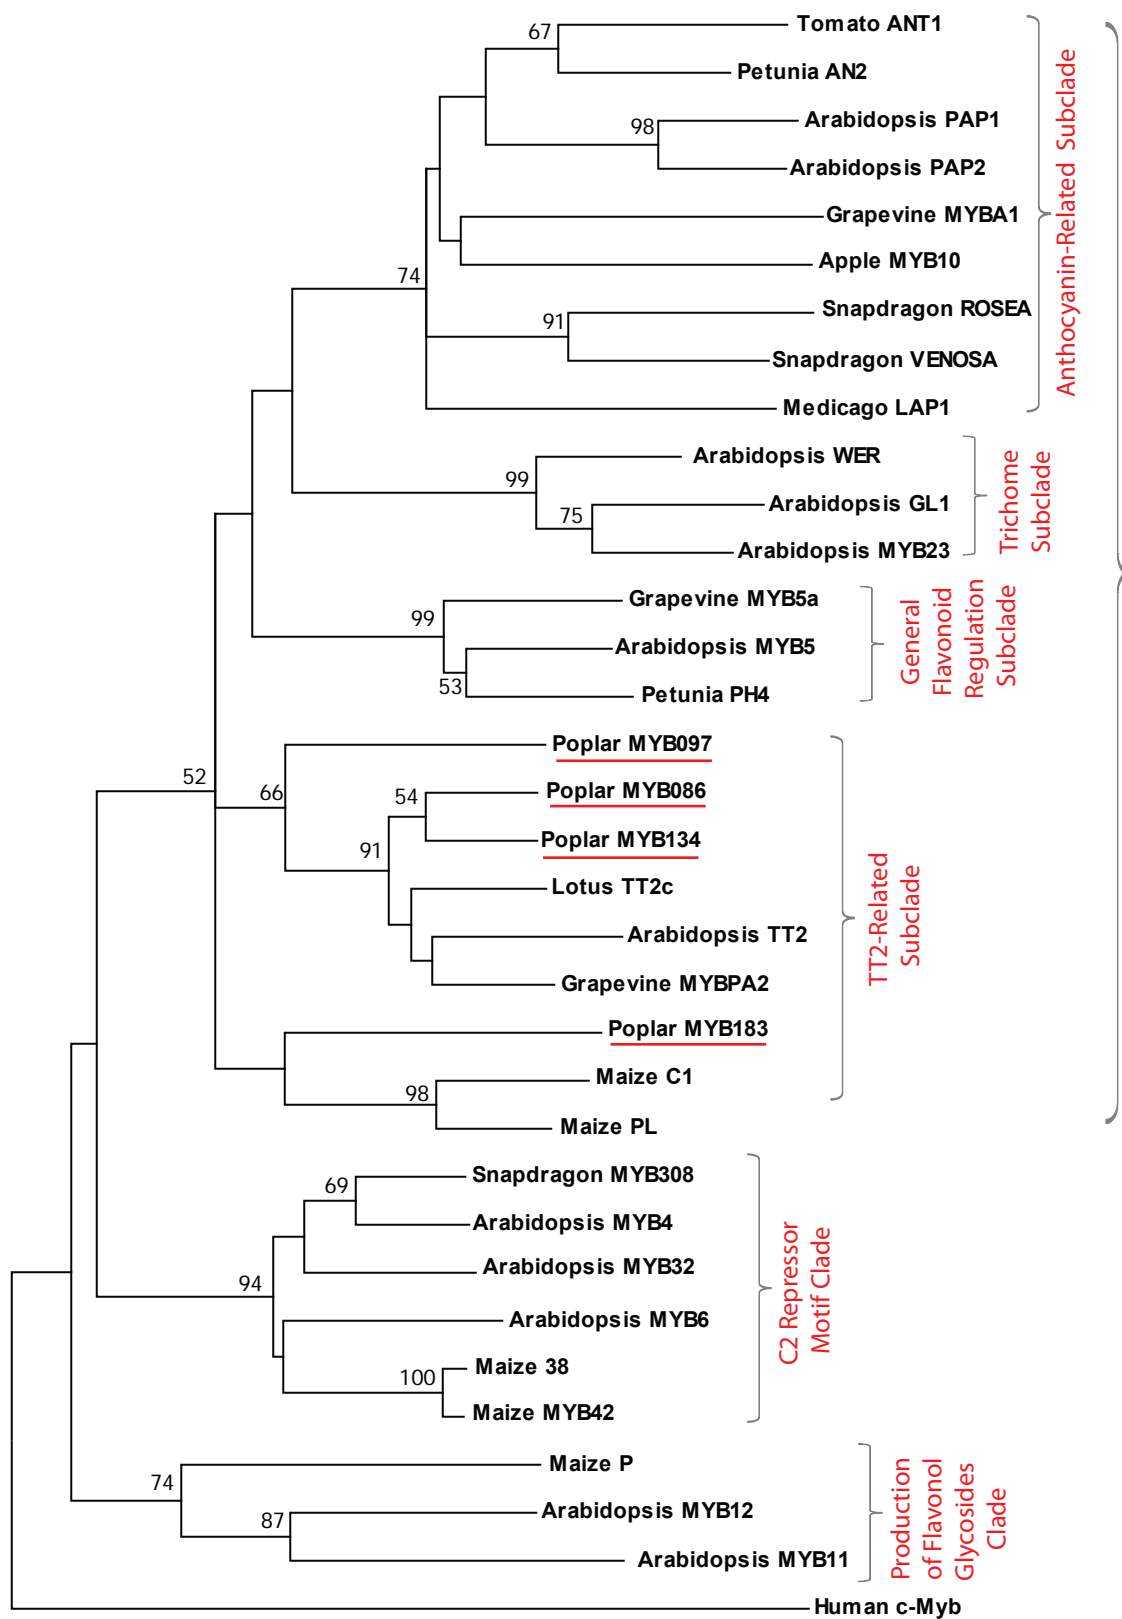 67
Tomato ANT1
Petunia AN2
98
Arabidopsis PAP1
Arabidopsis PAP2
Grapevine MYBA1
Apple MYB10
74
91
Snapdragon ROSEA
Snapdragon VENOSA
Medicago LAP1
Anthocyanin-Related Subclade
Arabidopsis WER
99
Arabidopsis GL1
75
Arabidopsis MYB23
Trichome
Subclade
Grapevine MYB5a
99
Arabidopsis MYB5
53
Petunia PH4
General
Flavonoid
Regulation
Subclade
52
Poplar MYB097
66
Poplar MYB086
54
Poplar MYB134
91
Lotus TT2c
Arabidopsis TT2
Grapevine MYBPA2
Poplar MYB183
Maize C1
98
Maize PL
TT2-Related
Subclade
Snapdragon MYB308
69
Arabidopsis MYB4
Arabidopsis MYB32
94
Arabidopsis MYB6
Maize 38
100
Maize MYB42
C2 Repressor
Motif Clade
Maize P
74
Arabidopsis MYB12
87
Arabidopsis MYB11
Production
of Flavonol
Glycosides
Clade
Human c-Myb